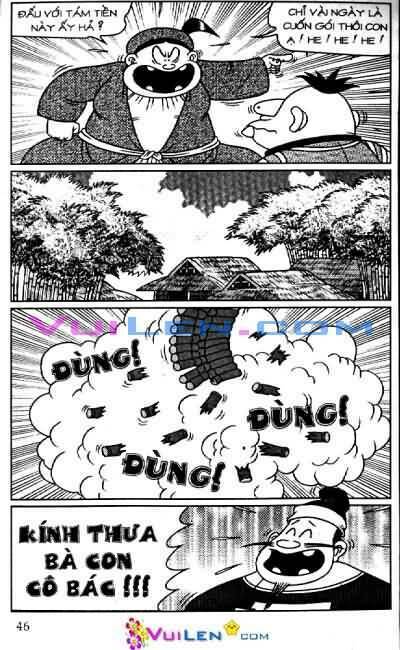 ĐẤU VỚI TÁM TIỀN
NÀY ẤY HẢ?
CHỈ VÀI NGÀY LÀ
CUỐN GÓI THÔI CON
Ạ! HE! HE! HE!
VUILEN.COM
ĐÙNG!
ĐÙNG!
ĐÙNG!
KÍNH THƯA
BÀ CON
CÔ BÁC!!!
46
VUILEN.COM